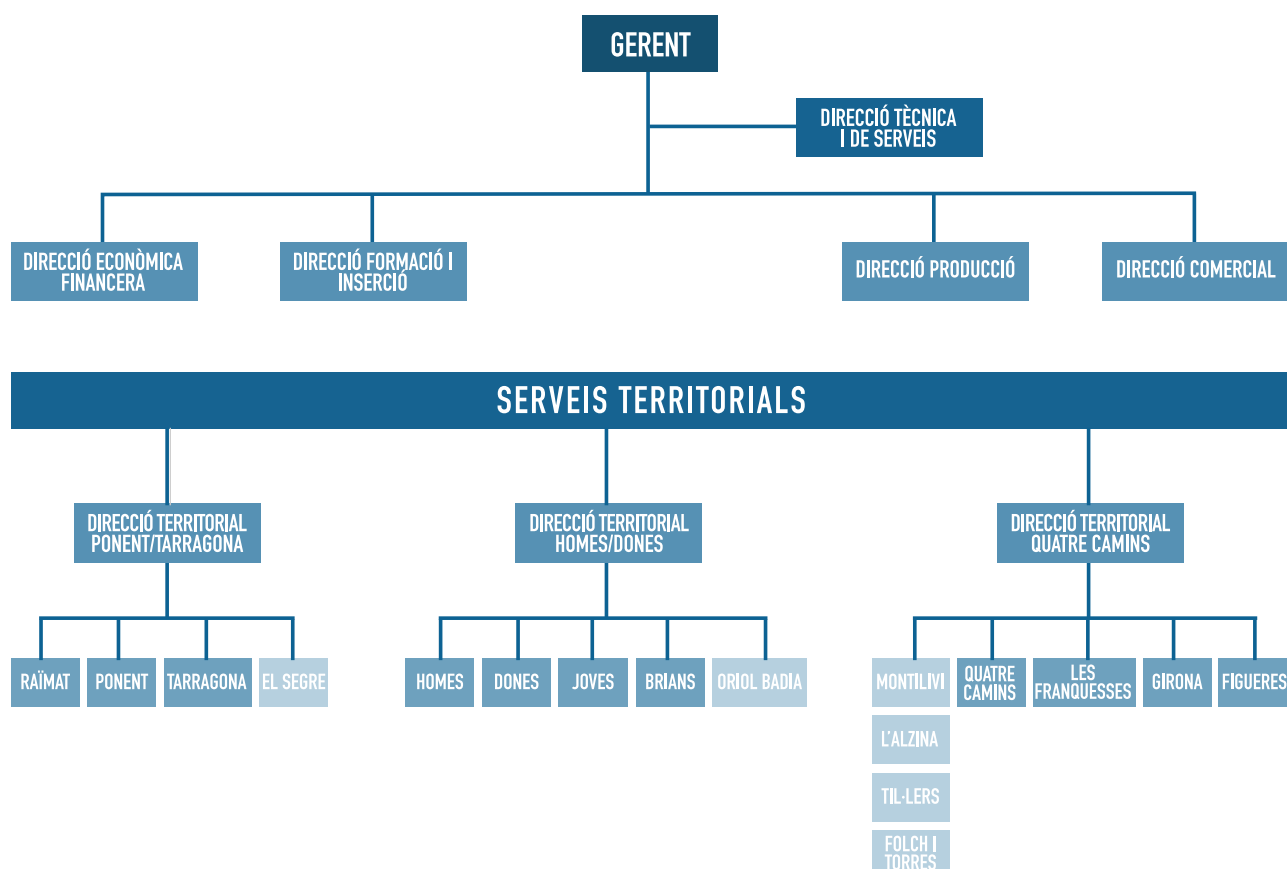 GERENT
DIRECCIÓ TÈCNICA
I DE SERVEIS
DIRECCIÓ ECONÒMICA
FINANCERA
DIRECCIÓ FORMACIÓ I
INSERCIÓ
DIRECCIÓ PRODUCCIÓ
DIRECCIÓ COMERCIAL
SERVEIS TERRITORIALS
DIRECCIÓ TERRITORIAL
PONENT/TARRAGONA
DIRECCIÓ TERRITORIAL
HOMES/DONES
DIRECCIÓ TERRITORIAL
QUATRE CAMINS
RAÏMAT
PONENT
TARRAGONA
EL SEGRE
HOMES
DONES
JOVES
BRIANS
ORIOL BADIA
MONTILIVI
QUATRE
CAMINS
LES
FRANQUESSES
GIRONA
FIGUERES
L'ALZINA
TIL·LERS
FOLCH I
TORRES